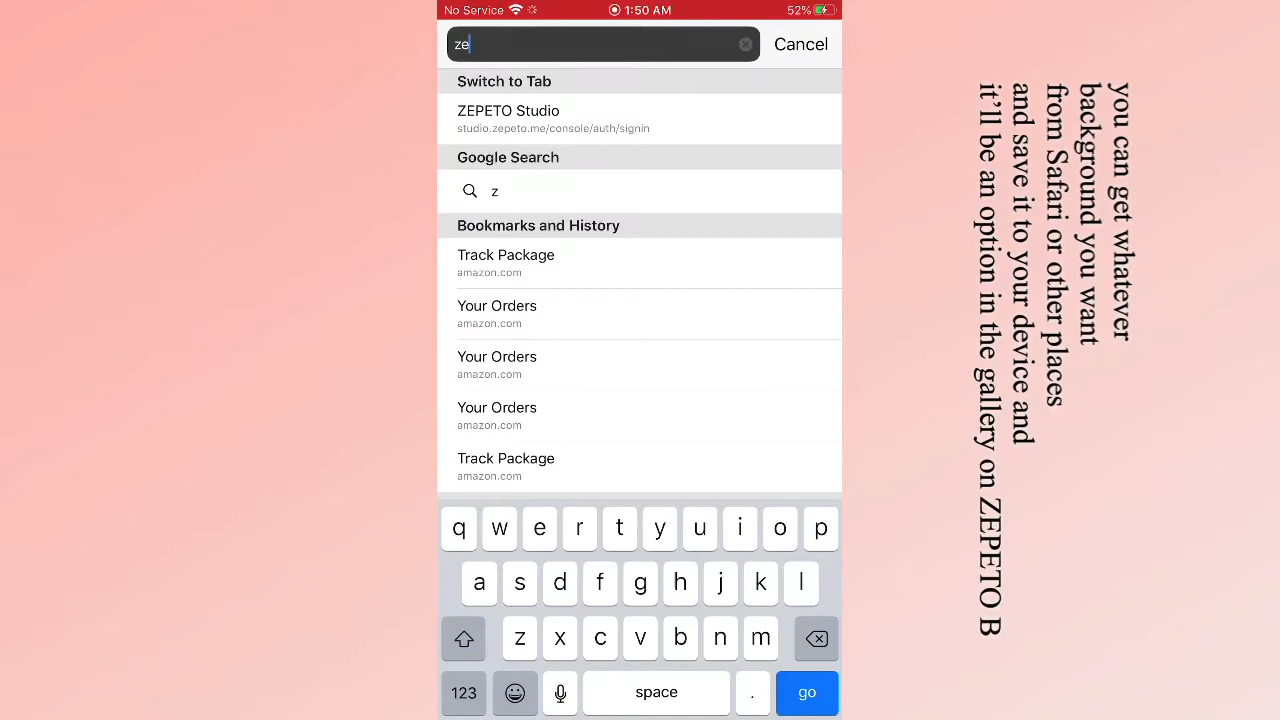 No Service 1:50 AM 52%
ze Cancel
Switch to Tab
ZEPETO Studio
studio.zepeto.me/console/auth/signin
Google Search
z
Bookmarks and History
Track Package
amazon.com
Your Orders
amazon.com
Your Orders
amazon.com
Your Orders
amazon.com
Track Package
amazon.com
q w e r t y u i o p
a s d f g h j k l
z x c v b n m
123 space . go
you can get whatever
background you want
from Safari or other places
and save it to your device and
it’ll be an option in the gallery on ZEPETO B